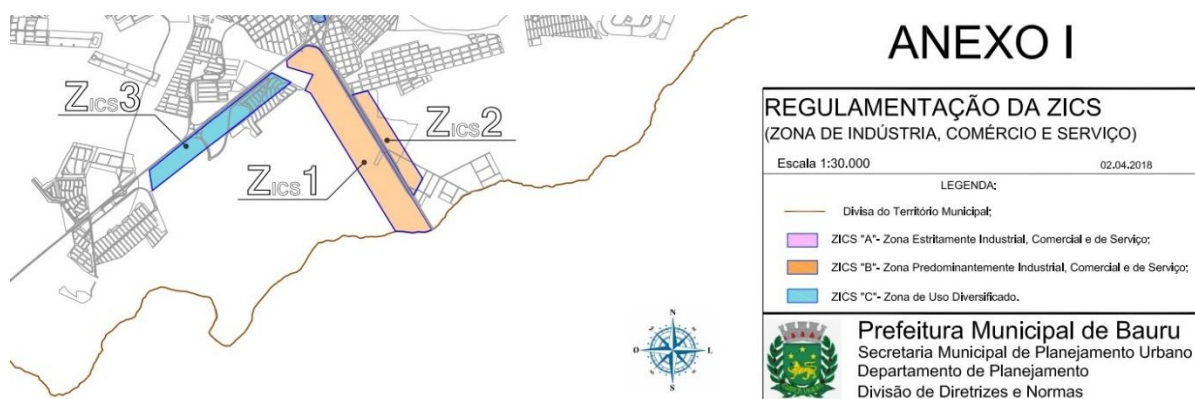 ZICS3
ZICS2
ZICS1
N
O
L
S
ANEXO I
REGULAMENTAÇÃO DA ZICS
(ZONA DE INDÚSTRIA, COMÉRCIO E SERVIÇO)
Escala 1:30.000 02.04.2018
LEGENDA:
Divisa do Território Municipal;
ZICS "A"- Zona Estritamente Industrial, Comercial e de Serviço;
ZICS "B"- Zona Predominantemente Industrial, Comercial e de Serviço;
ZICS "C"- Zona de Uso Diversificado.
Prefeitura Municipal de Bauru
Secretaria Municipal de Planejamento Urbano
Departamento de Planejamento
Divisão de Diretrizes e Normas